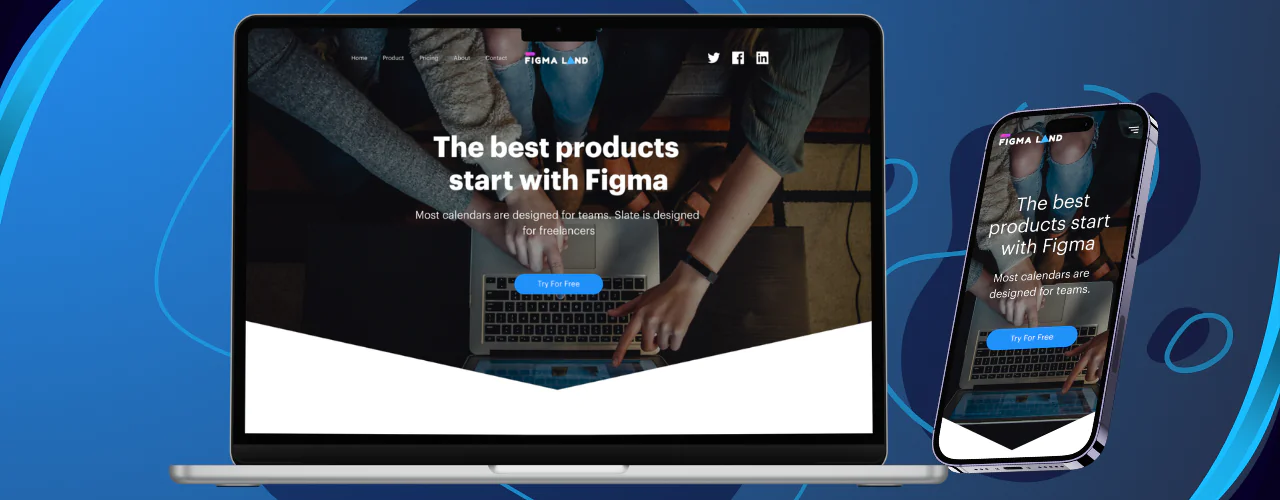 Home Product Pricing About Contact FIGMA LAND
The best products
start with Figma
Most calendars are designed for teams. Slate is designed
for freelancers
Try For Free
FIGMA LAND
The best
products start
with Figma
Most calendars are
designed for teams.
Try For Free